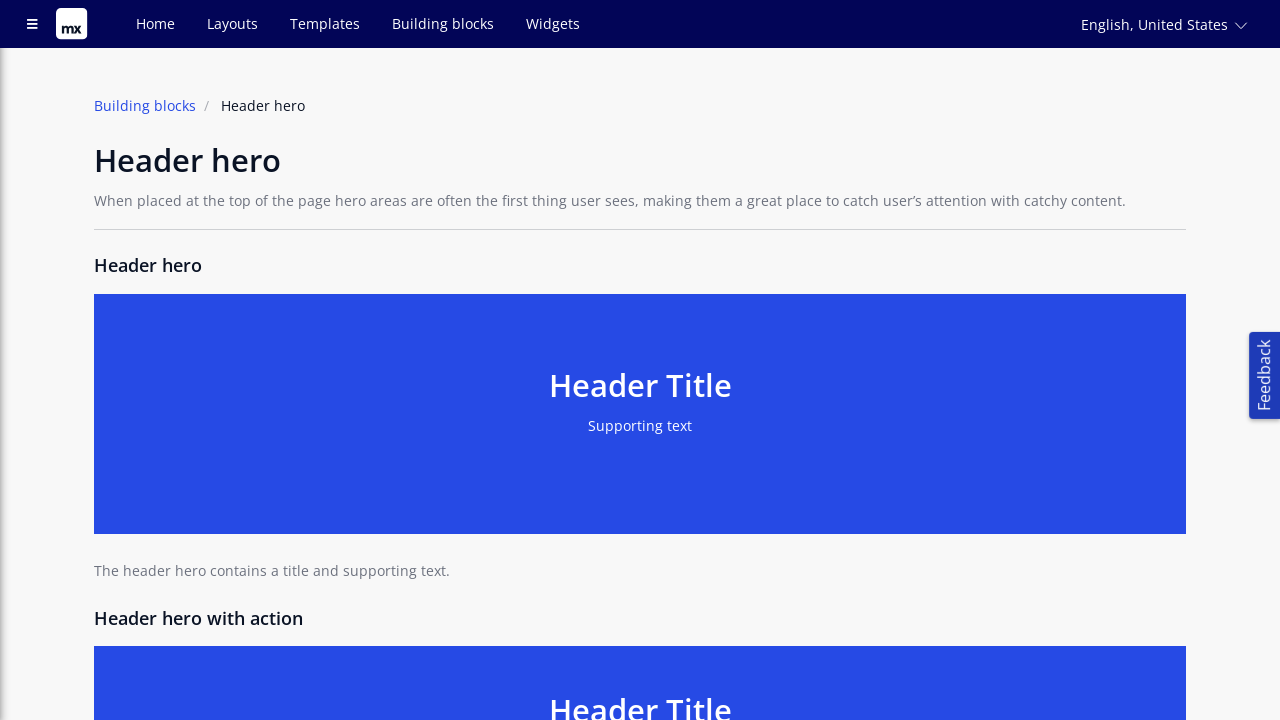 mx
Home
Layouts
Templates
Building blocks
Widgets
English, United States
Building blocks / Header hero
Header hero
When placed at the top of the page hero areas are often the first thing user sees, making them a great place to catch user’s attention with catchy content.
Header hero
Header Title
Supporting text
Feedback
The header hero contains a title and supporting text.
Header hero with action
Header Title